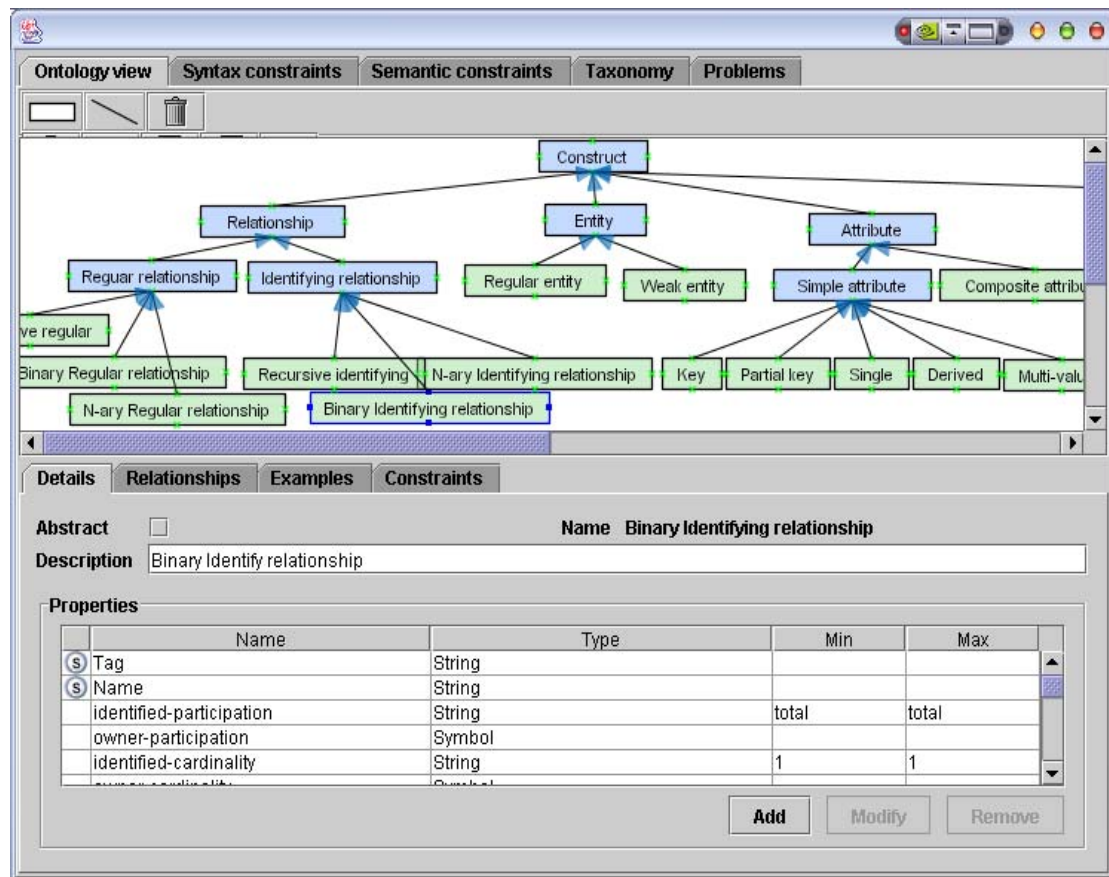 Ontology view Syntax constraints Semantic constraints Taxonomy Problems
Construct
Relationship Entity Attribute
Reguar relationship Identifying relationship Regular entity Weak entity Simple attribute Composite attribu
ve regular
Binary Regular relationship Recursive identifying N-ary Identifying relationship Key Partial key Single Derived Multi-valu
N-ary Regular relationship Binary Identifying relationship
Details Relationships Examples Constraints
Abstract Name Binary Identifying relationship
Description Binary Identify relationship
Properties
Name Type Min Max
S Tag String
S Name String
identified-participation String total total
owner-participation Symbol
identified-cardinality String 1 1
Add Modify Remove